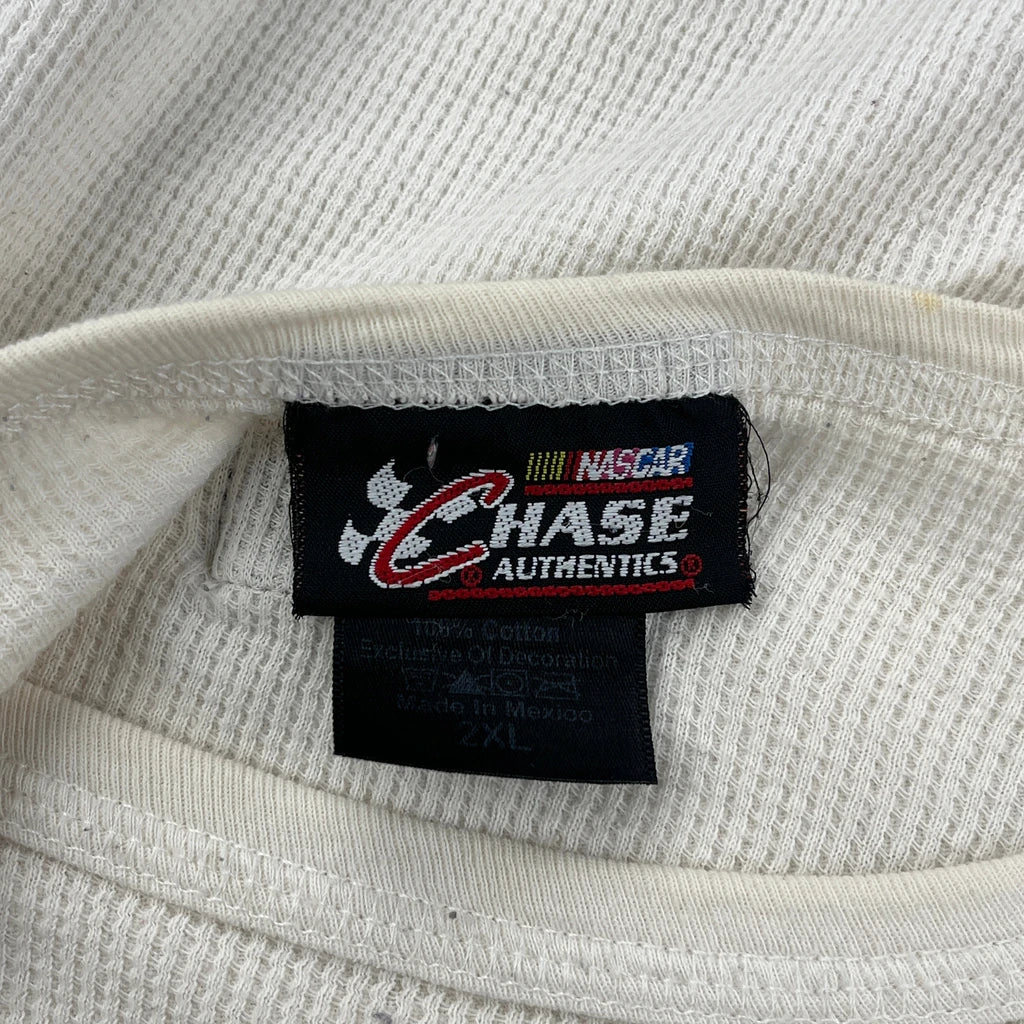 NASCAR
CHASE
® AUTHENTICS ®
100% Cotton
Exclusive Of Decoration
Made In Mexico
2XL